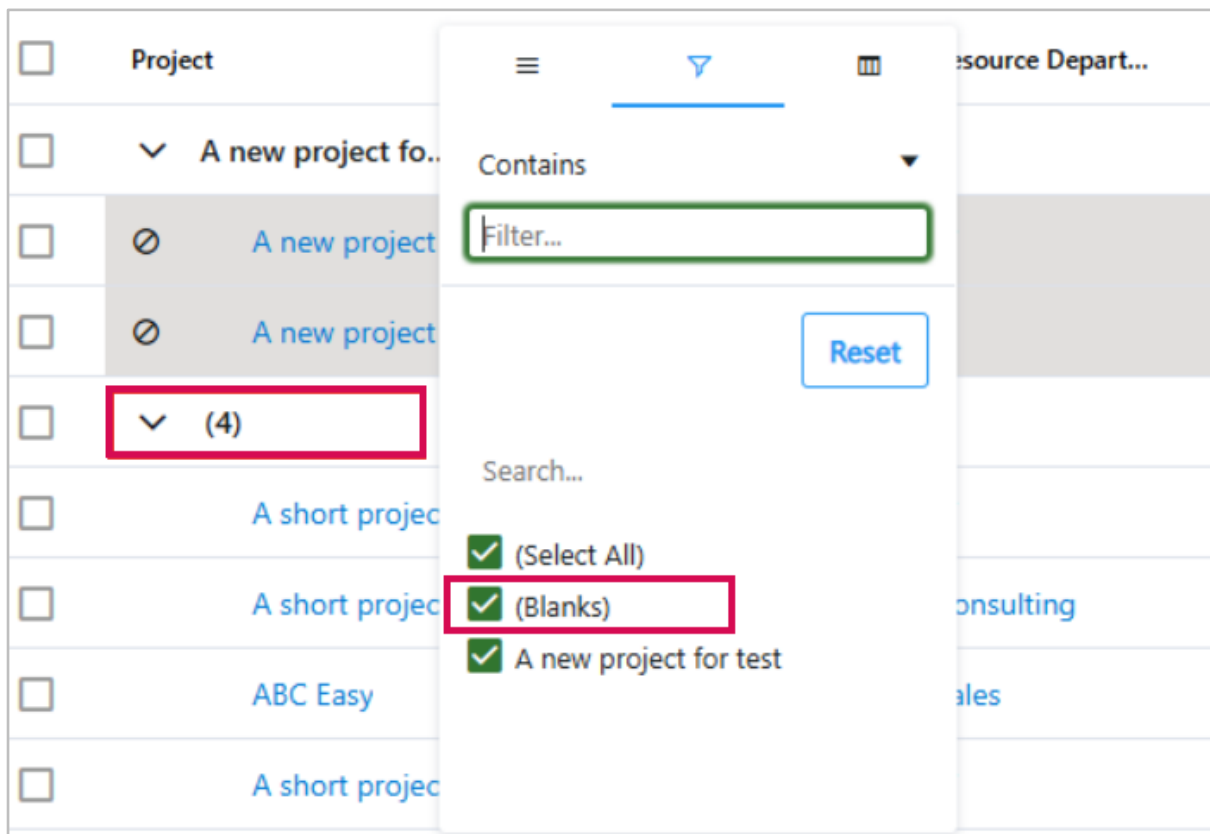 Project
esource Depart...
A new project fo..
Contains
Filter...
A new project
A new project
Reset
(4)
Search...
A short projec
(Select All)
A short projec
(Blanks)
onsulting
A new project for test
ABC Easy
ales
A short projec